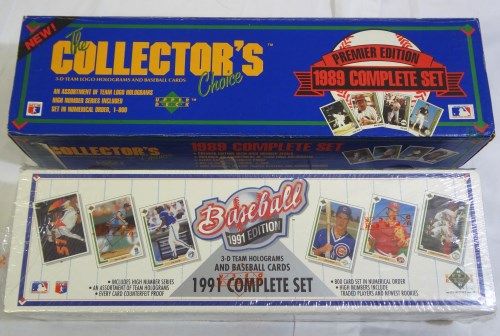 NEW!
The
COLLECTOR'S
Choice
™
3-D TEAM LOGO HOLOGRAMS AND BASEBALL CARDS
AN ASSORTMENT OF TEAM LOGO HOLOGRAMS
HIGH NUMBER SERIES INCLUDED
SET IN NUMERICAL ORDER, 1-800
UPPER
DECK
PREMIER EDITION
1989 COMPLETE SET
1989 COMPLETE SET
Baseball
1991 EDITION
3-D TEAM HOLOGRAMS
AND BASEBALL CARDS
1991 COMPLETE SET
• INCLUDES HIGH NUMBER SERIES
• AN ASSORTMENT OF TEAM HOLOGRAMS
• EVERY CARD COUNTERFEIT PROOF
• 800 CARD SET IN NUMERICAL ORDER
• HIGH NUMBERS INCLUDE
TRADED PLAYERS AND NEWEST ROOKIES